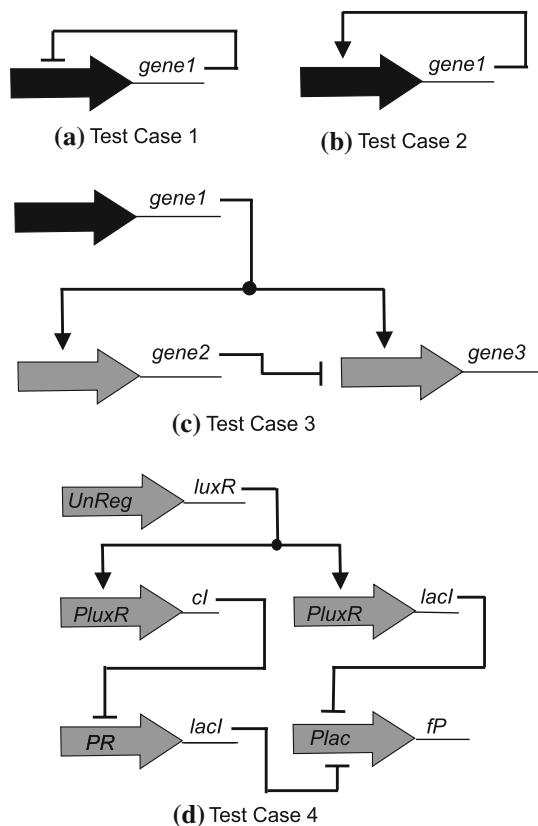 gene1
gene1
(a) Test Case 1
(b) Test Case 2
gene1
gene2
gene3
(c) Test Case 3
UnReg
luxR
PluxR
cI
PluxR
lacI
PR
lacI
Plac
fP
(d) Test Case 4